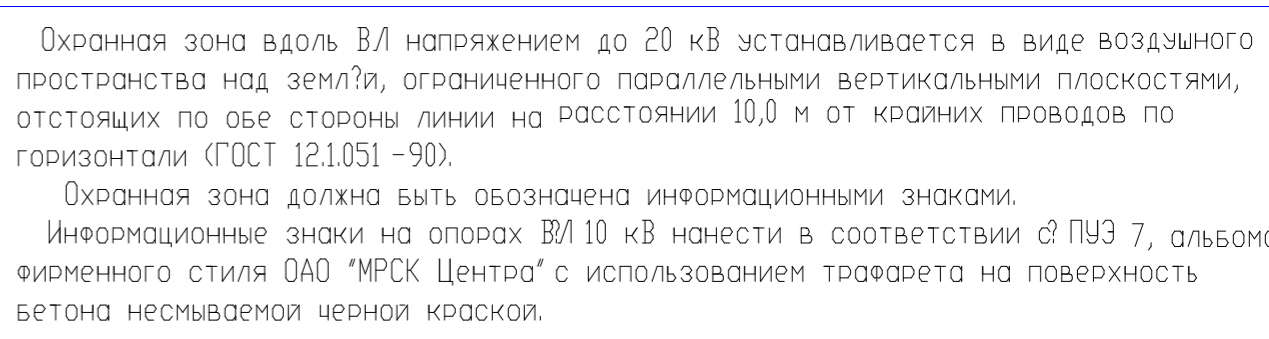 Охранная зона вдоль ВЛ напряжением до 20 кВ устанавливается в виде воздушного
пространства над земл?й, ограниченного параллельными вертикальными плоскостями,
отстоящих по обе стороны линии на расстоянии 10,0 м от крайних проводов по
горизонтали (ГОСТ 12.1.051 -90).
Охранная зона должна быть обозначена информационными знаками.
Информационные знаки на опорах В?Л 10 кВ нанести в соответствии с? ПУЭ 7, альбомо
фирменного стиля ОАО "МРСК Центра" с использованием трафарета на поверхность
бетона несмываемой черной краской.